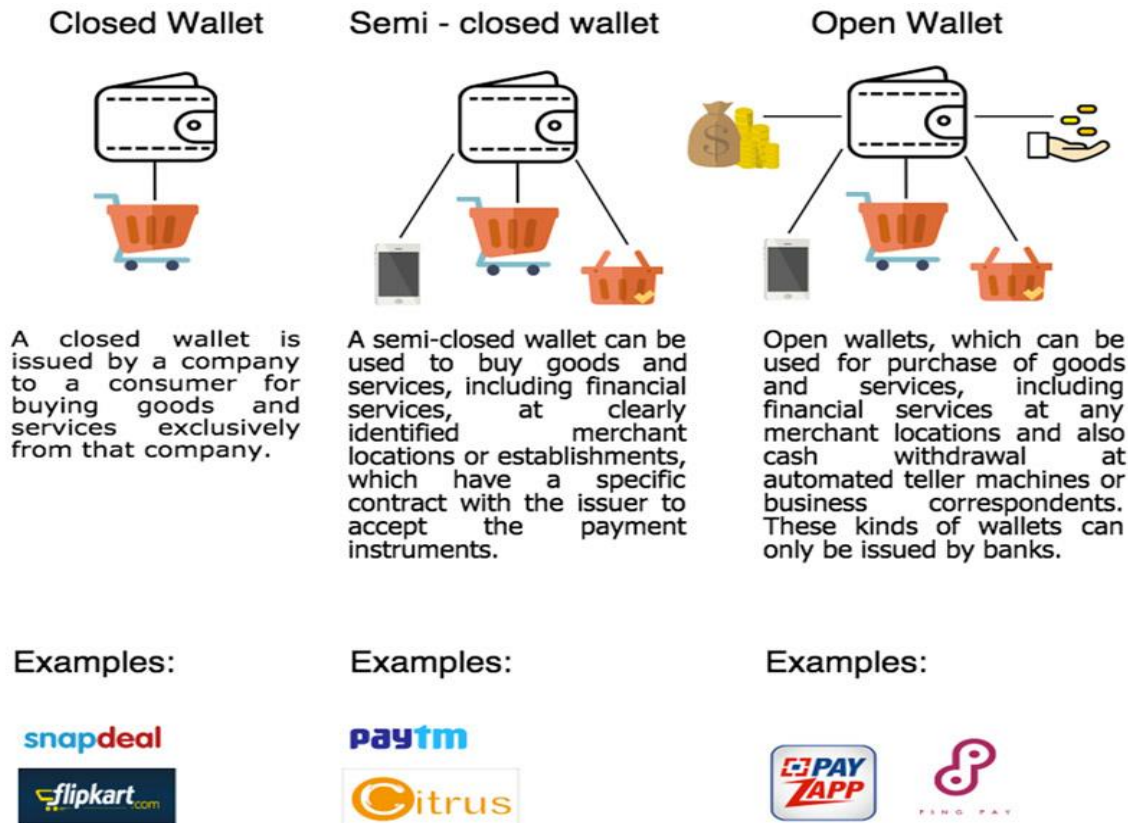 Closed Wallet
Semi - closed wallet
Open Wallet
$
A closed wallet is
issued by a company
to a consumer for
buying goods and
services exclusively
from that company.
A semi-closed wallet can be
used to buy goods and
services, including financial
services, at clearly
identified merchant
locations or establishments,
which have a specific
contract with the issuer to
accept the payment
instruments.
Open wallets, which can be
used for purchase of goods
and services, including
financial services at any
merchant locations and also
cash withdrawal at
automated teller machines or
business correspondents.
These kinds of wallets can
only be issued by banks.
Examples:
snapdeal
flipkart.com
Examples:
paytm
Citrus
Examples:
PAY
ZAPP
PING PAY